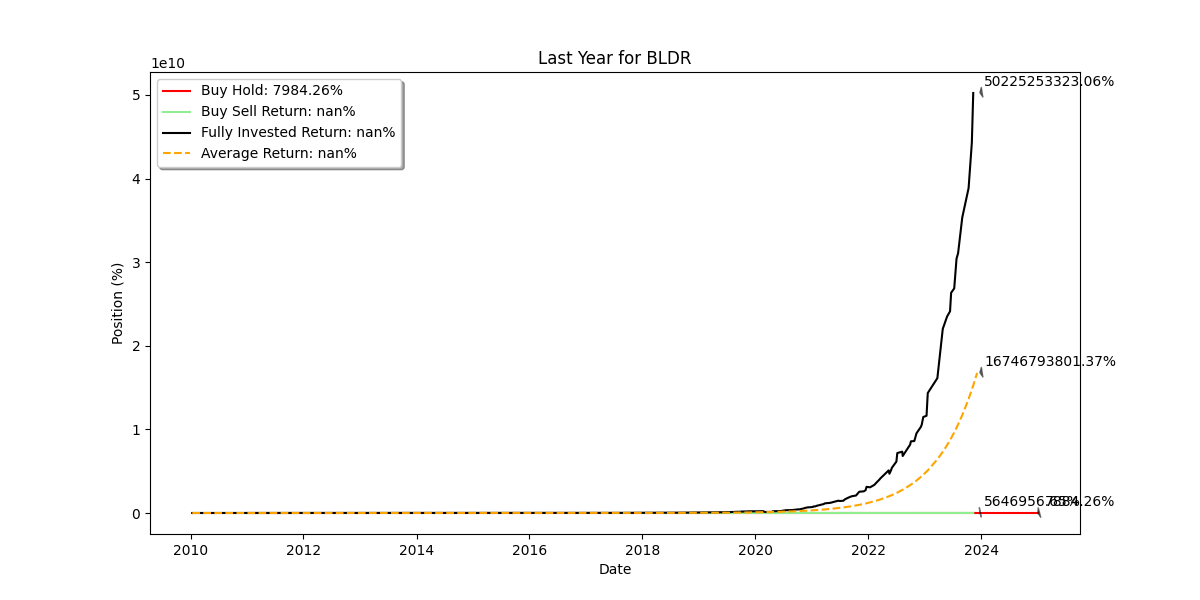 Last Year for BLDR
1e10
Buy Hold: 7984.26%
Buy Sell Return: nan%
Fully Invested Return: nan%
Average Return: nan%
50225253323.06%
16746793801.37%
5
4
3
2
1
0
Position (%)
2010
2012
2014
2016
2018
2020
2022
2024
Date